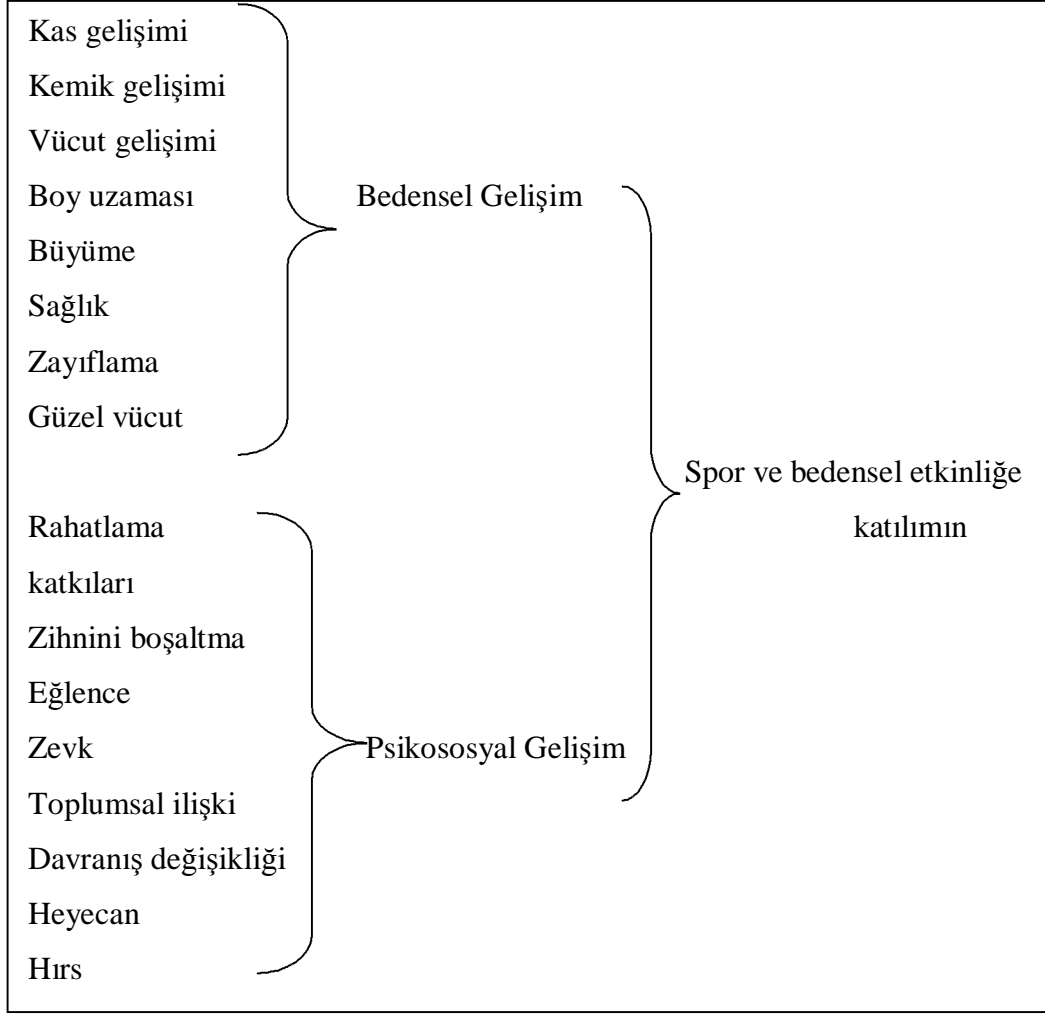 Kas gelişimi
Kemik gelişimi
Vücut gelişimi
Boy uzaması
Büyüme
Sağlık
Zayıflama
Güzel vücut
Bedensel Gelişim
Rahatlama
katkıları
Zihnini boşaltma
Eğlence
Zevk
Toplumsal ilişki
Davranış değişikliği
Heyecan
Hırs
Psikososyal Gelişim
Spor ve bedensel etkinliğe
katılımın